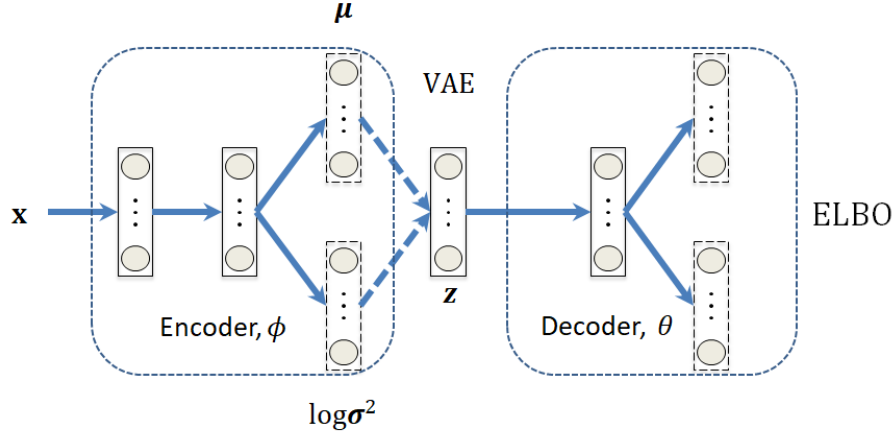 μ
VAE
x
ELBO
z
Encoder, ϕ
Decoder, θ
logσ²